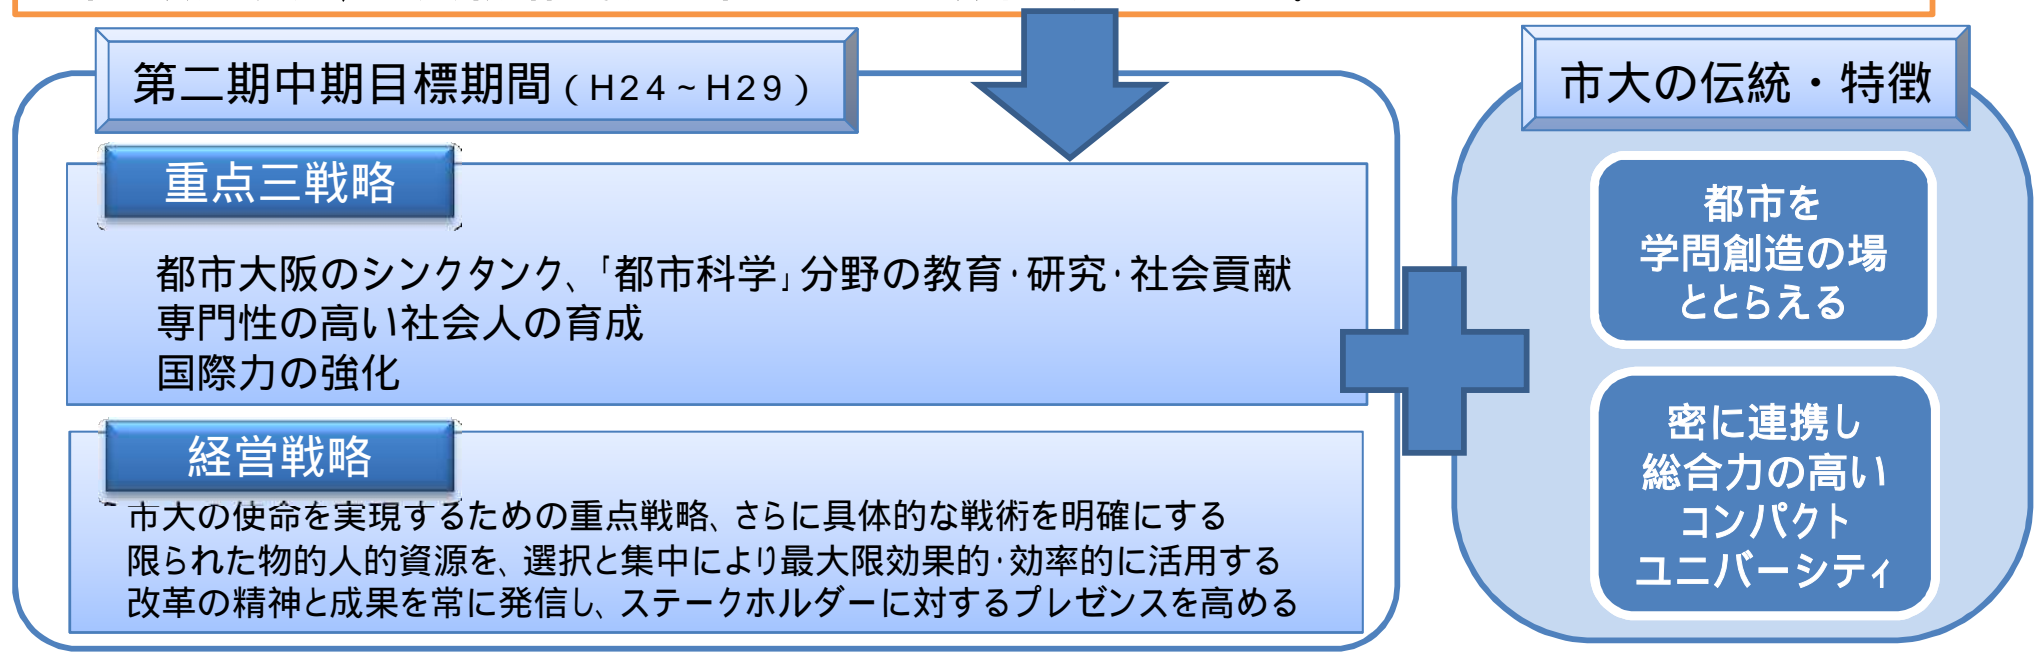 第二期中期目標期間(H24~H29)
重点三戦略
都市大阪のシンクタンク、「都市科学」分野の教育・研究・社会貢献
専門性の高い社会人の育成
国際力の強化
経営戦略
市大の使命を実現するための重点戦略、さらに具体的な戦術を明確にする
限られた物的人的資源を、選択と集中により最大限効果的・効率的に活用する
改革の精神と成果を常に発信し、ステークホルダーに対するプレゼンスを高める
市大の伝統・特徴
都市を
学問創造の場
ととらえる
密に連携し
総合力の高い
コンパクト
ユニバーシティ